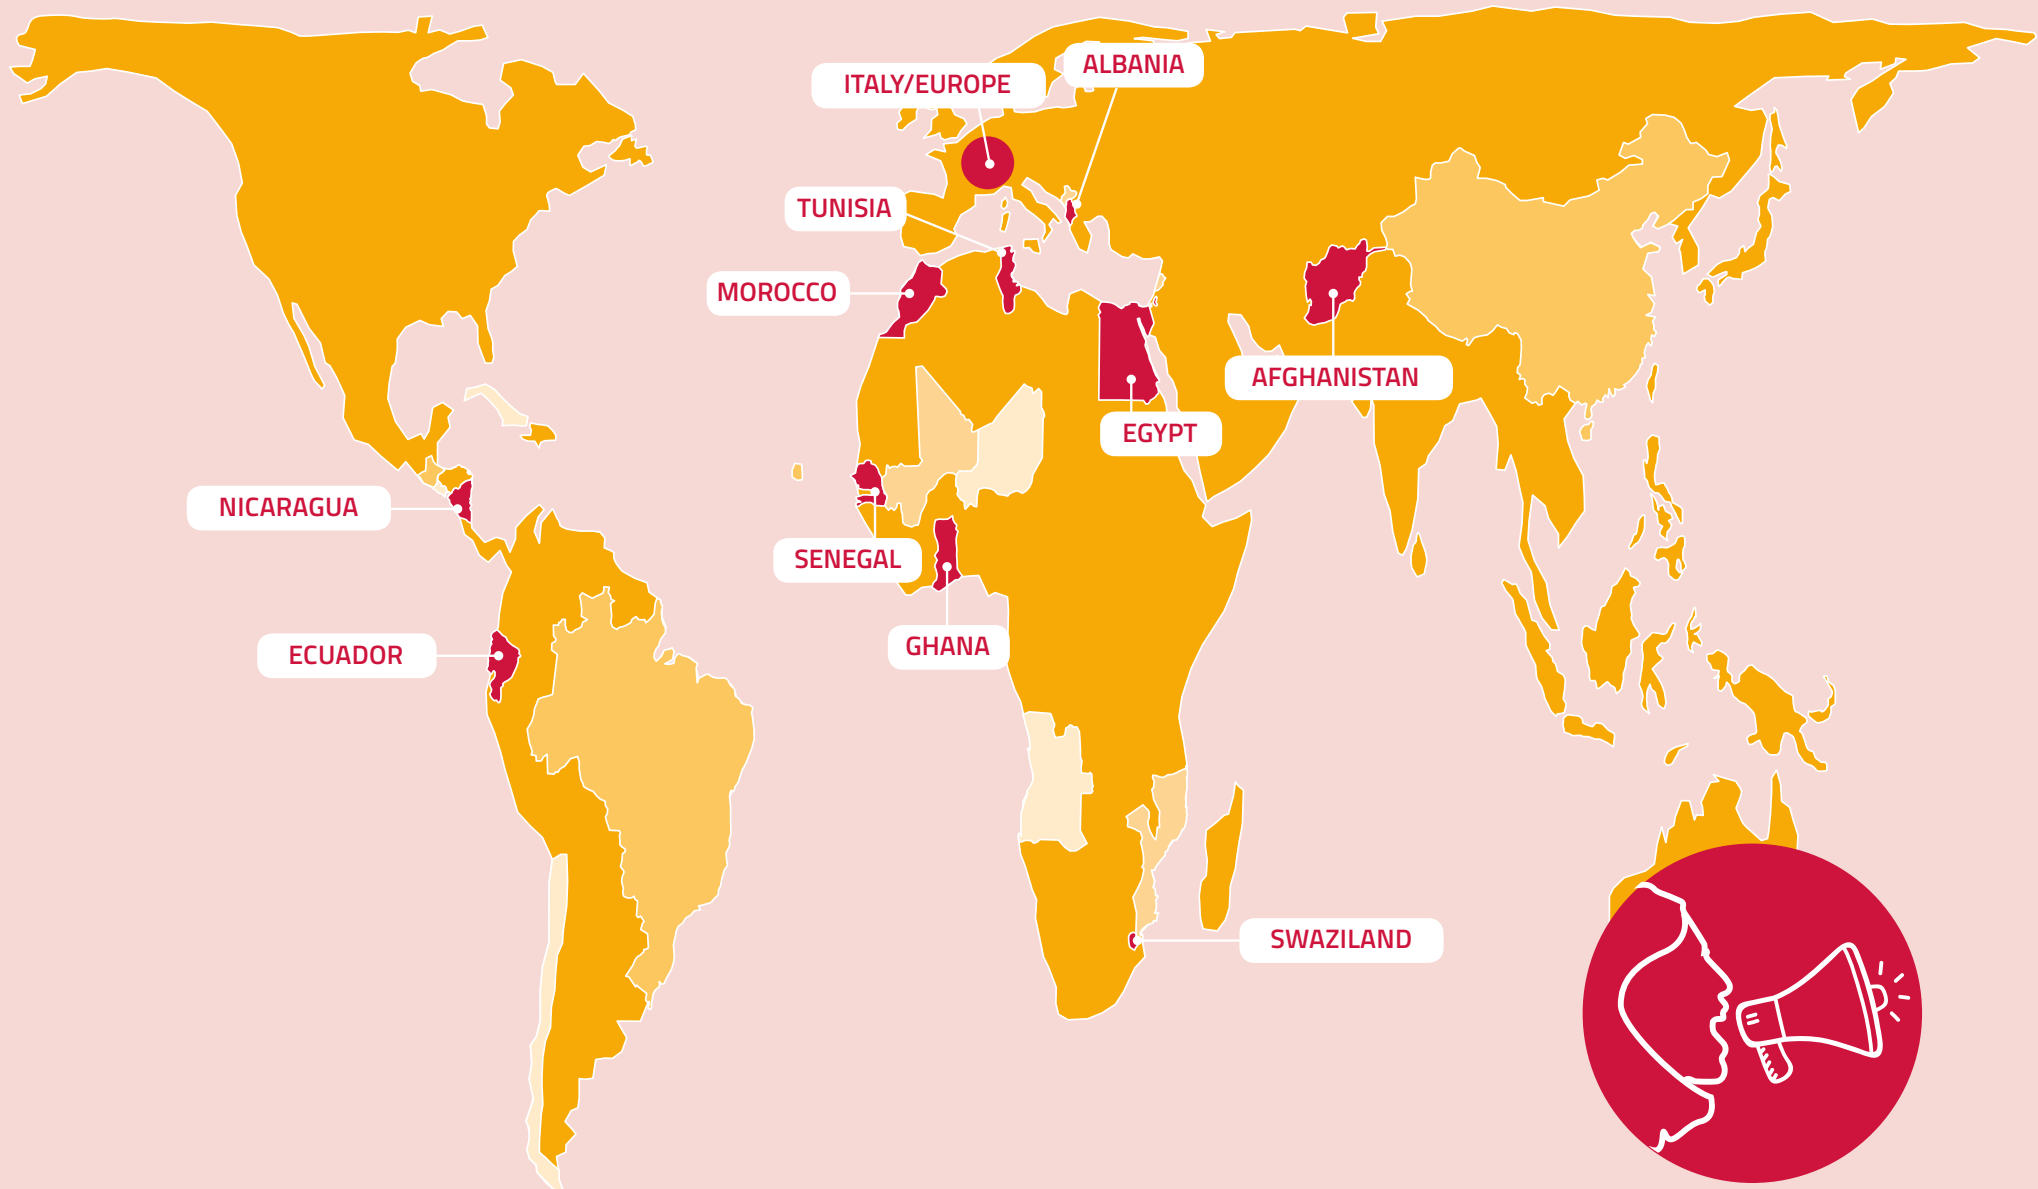 ALBANIA
ITALY/EUROPE
TUNISIA
MOROCCO
AFGHANISTAN
EGYPT
NICARAGUA
SENEGAL
GHANA
ECUADOR
SWAZILAND